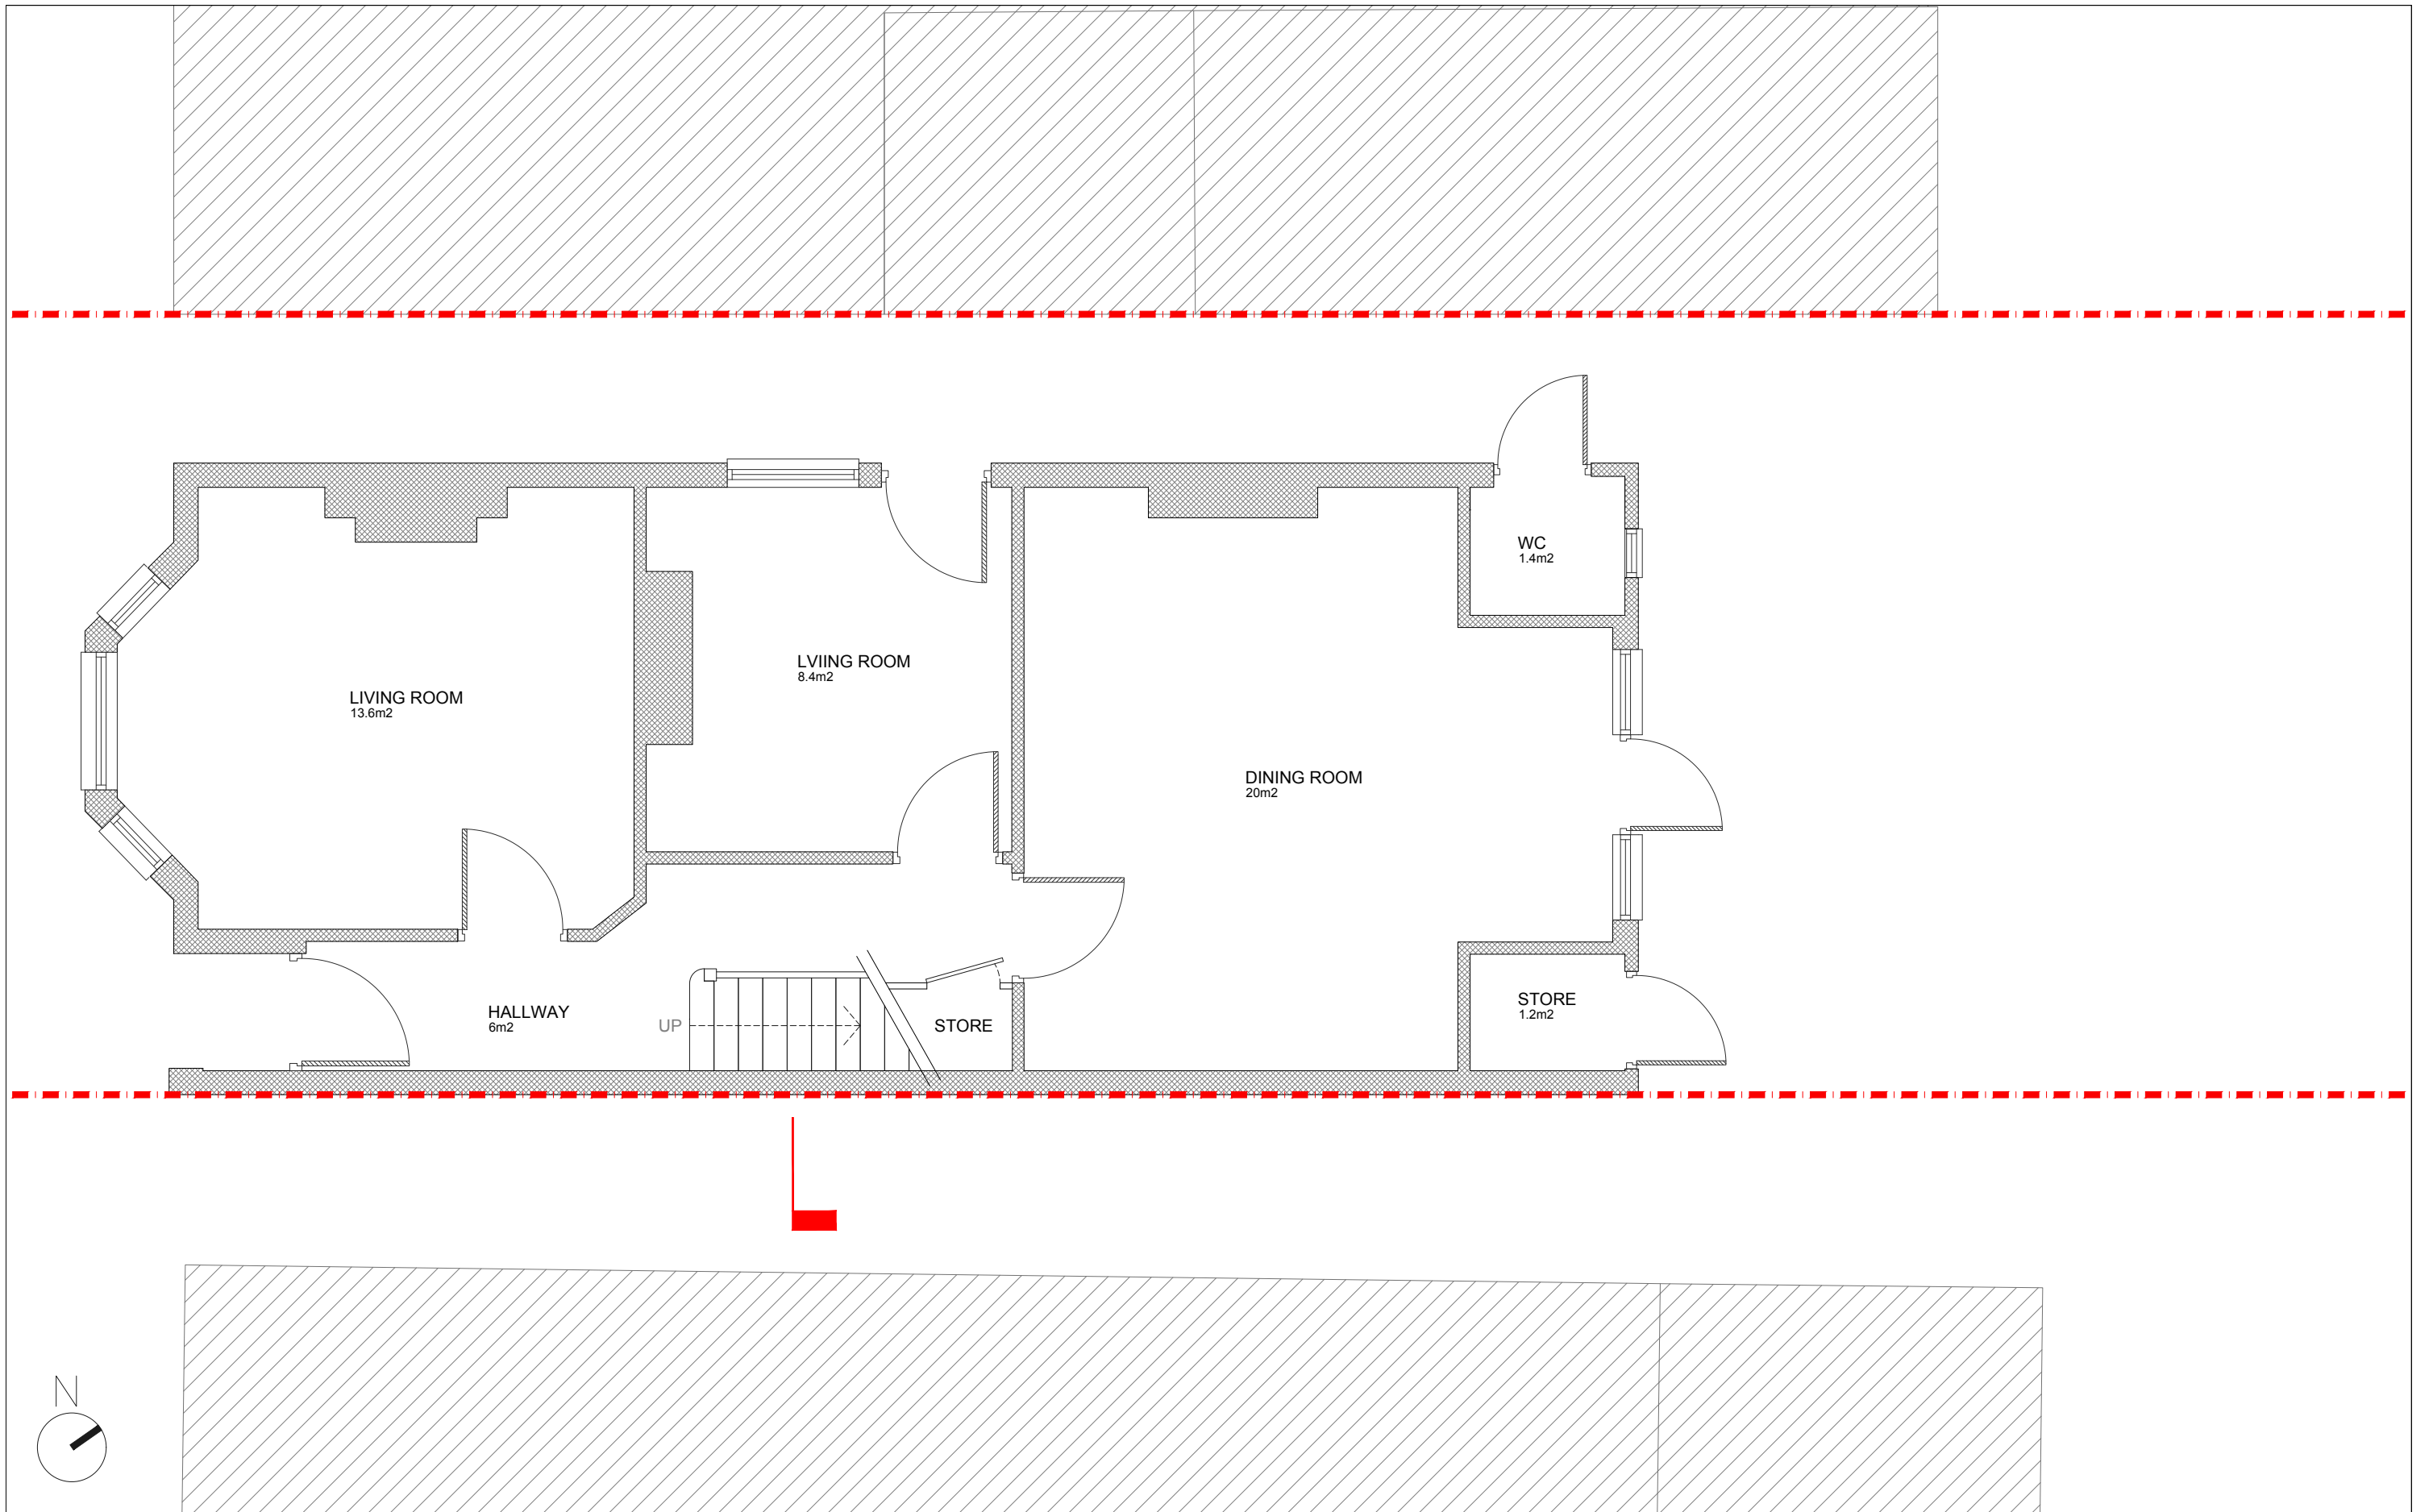 WC
1.4m2
LVIING ROOM
8.4m2
LIVING ROOM
13.6m2
DINING ROOM
20m2
STORE
1.2m2
HALLWAY
6m2
UP
STORE
N